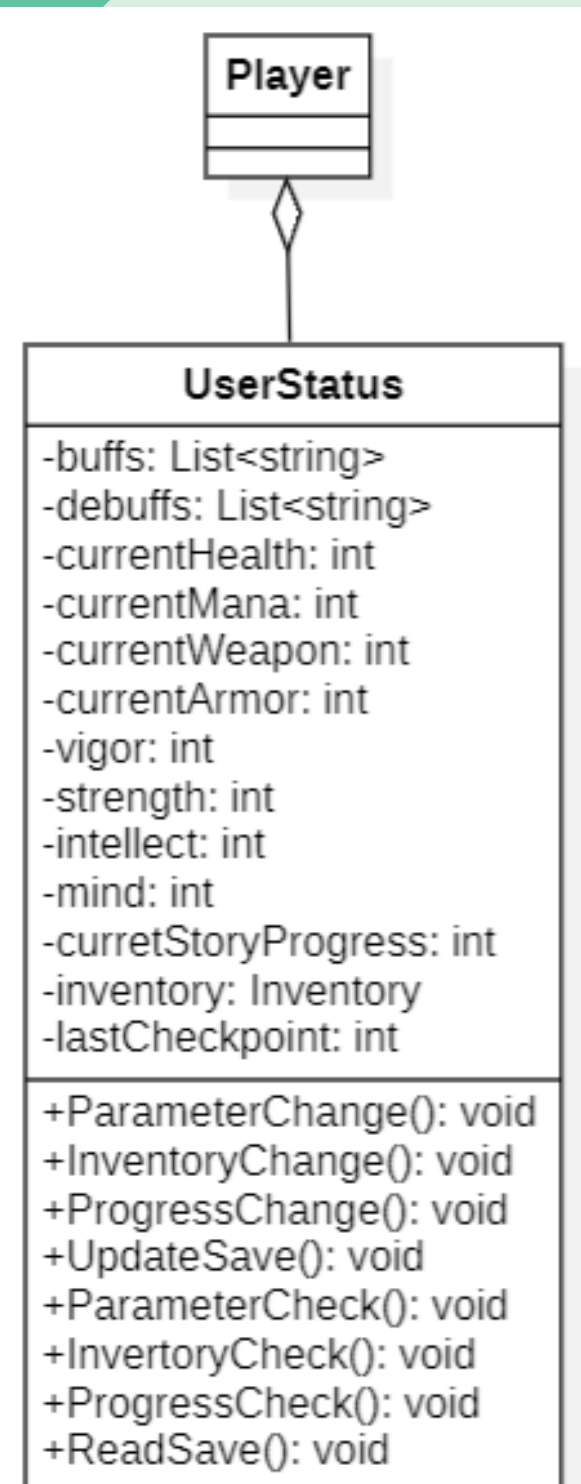 Player
UserStatus
-buffs: List<string>
-debuffs: List<string>
-currentHealth: int
-currentMana: int
-currentWeapon: int
-currentArmor: int
-vigor: int
-strength: int
-intellect: int
-mind: int
-curretStoryProgress: int
-inventory: Inventory
-lastCheckpoint: int
+ParameterChange(): void
+InventoryChange(): void
+ProgressChange(): void
+UpdateSave(): void
+ParameterCheck(): void
+InvertoryCheck(): void
+ProgressCheck(): void
+ReadSave(): void